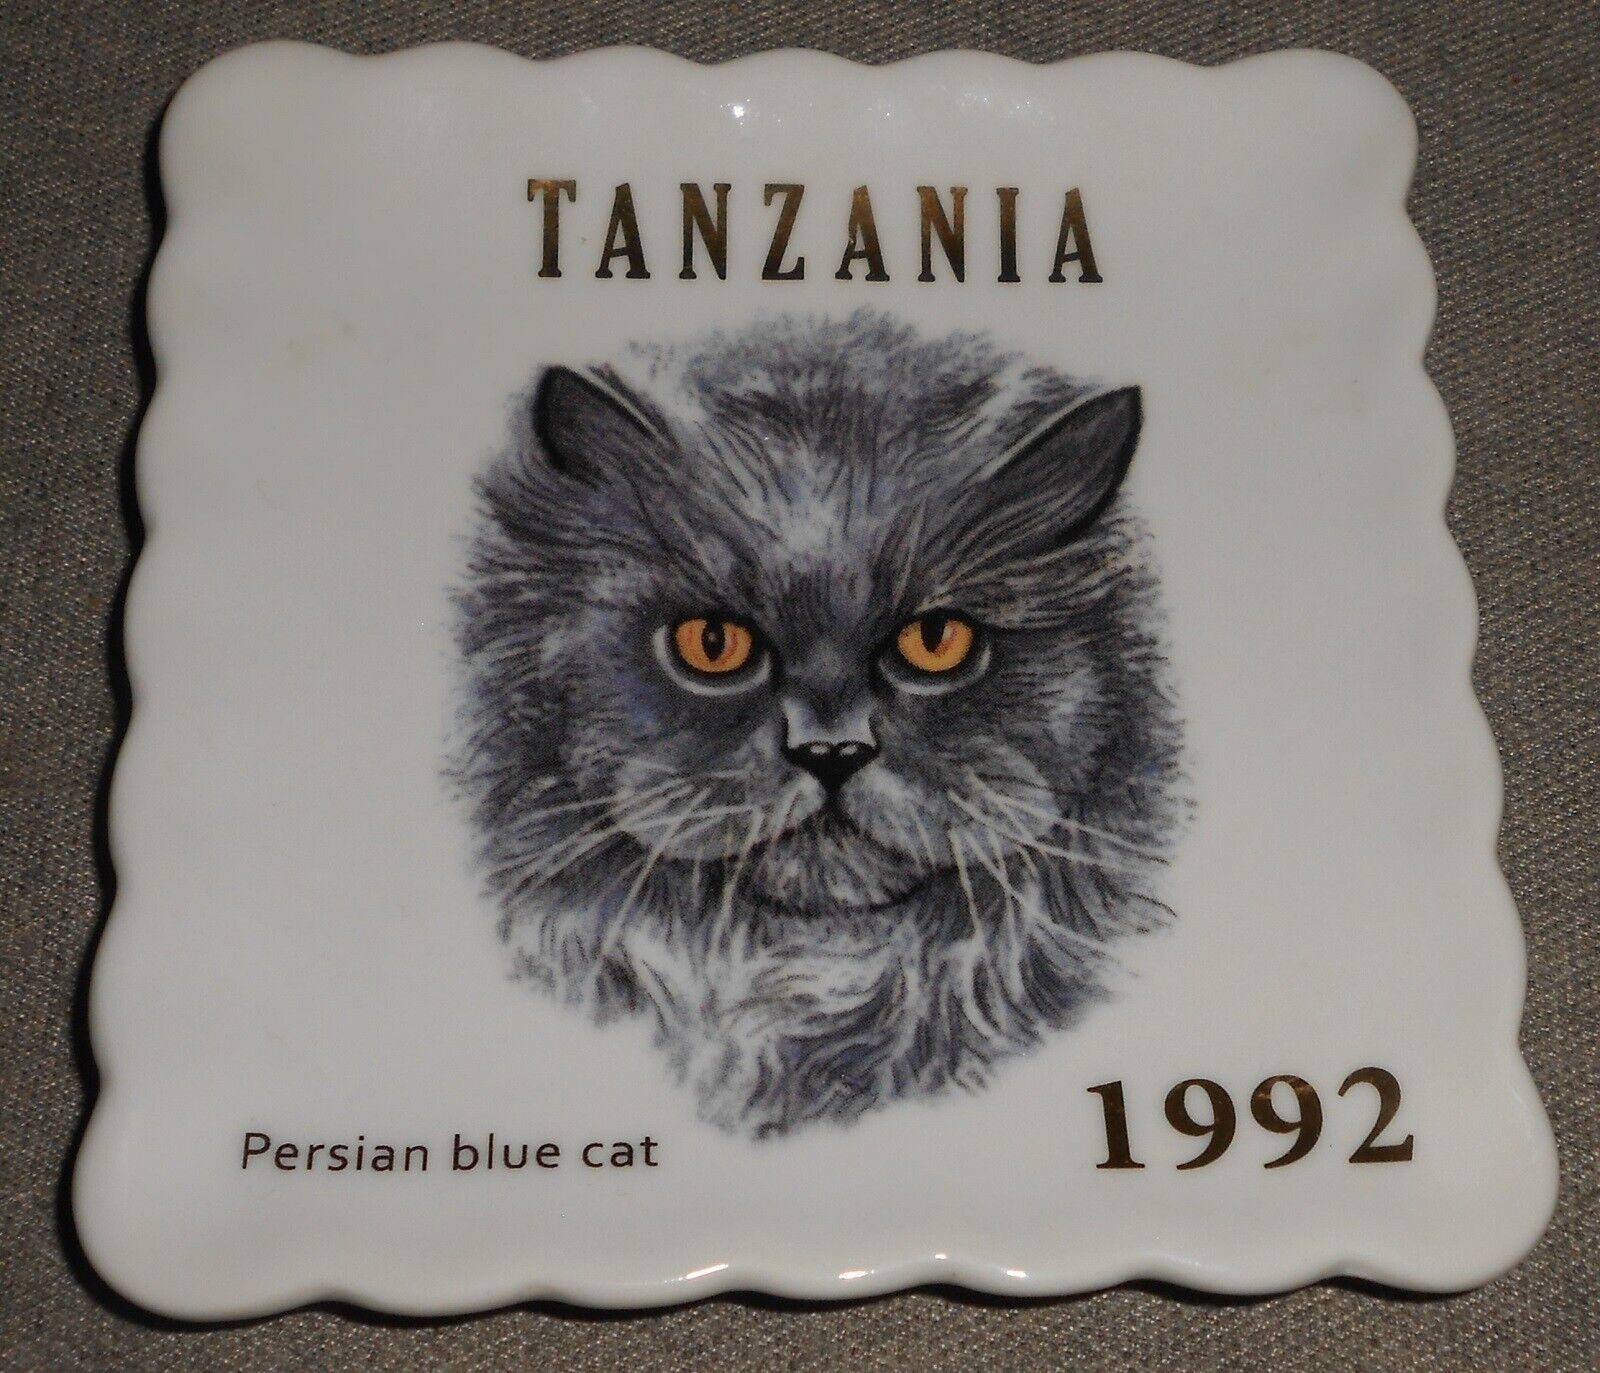 TANZANIA
Persian blue cat
1992